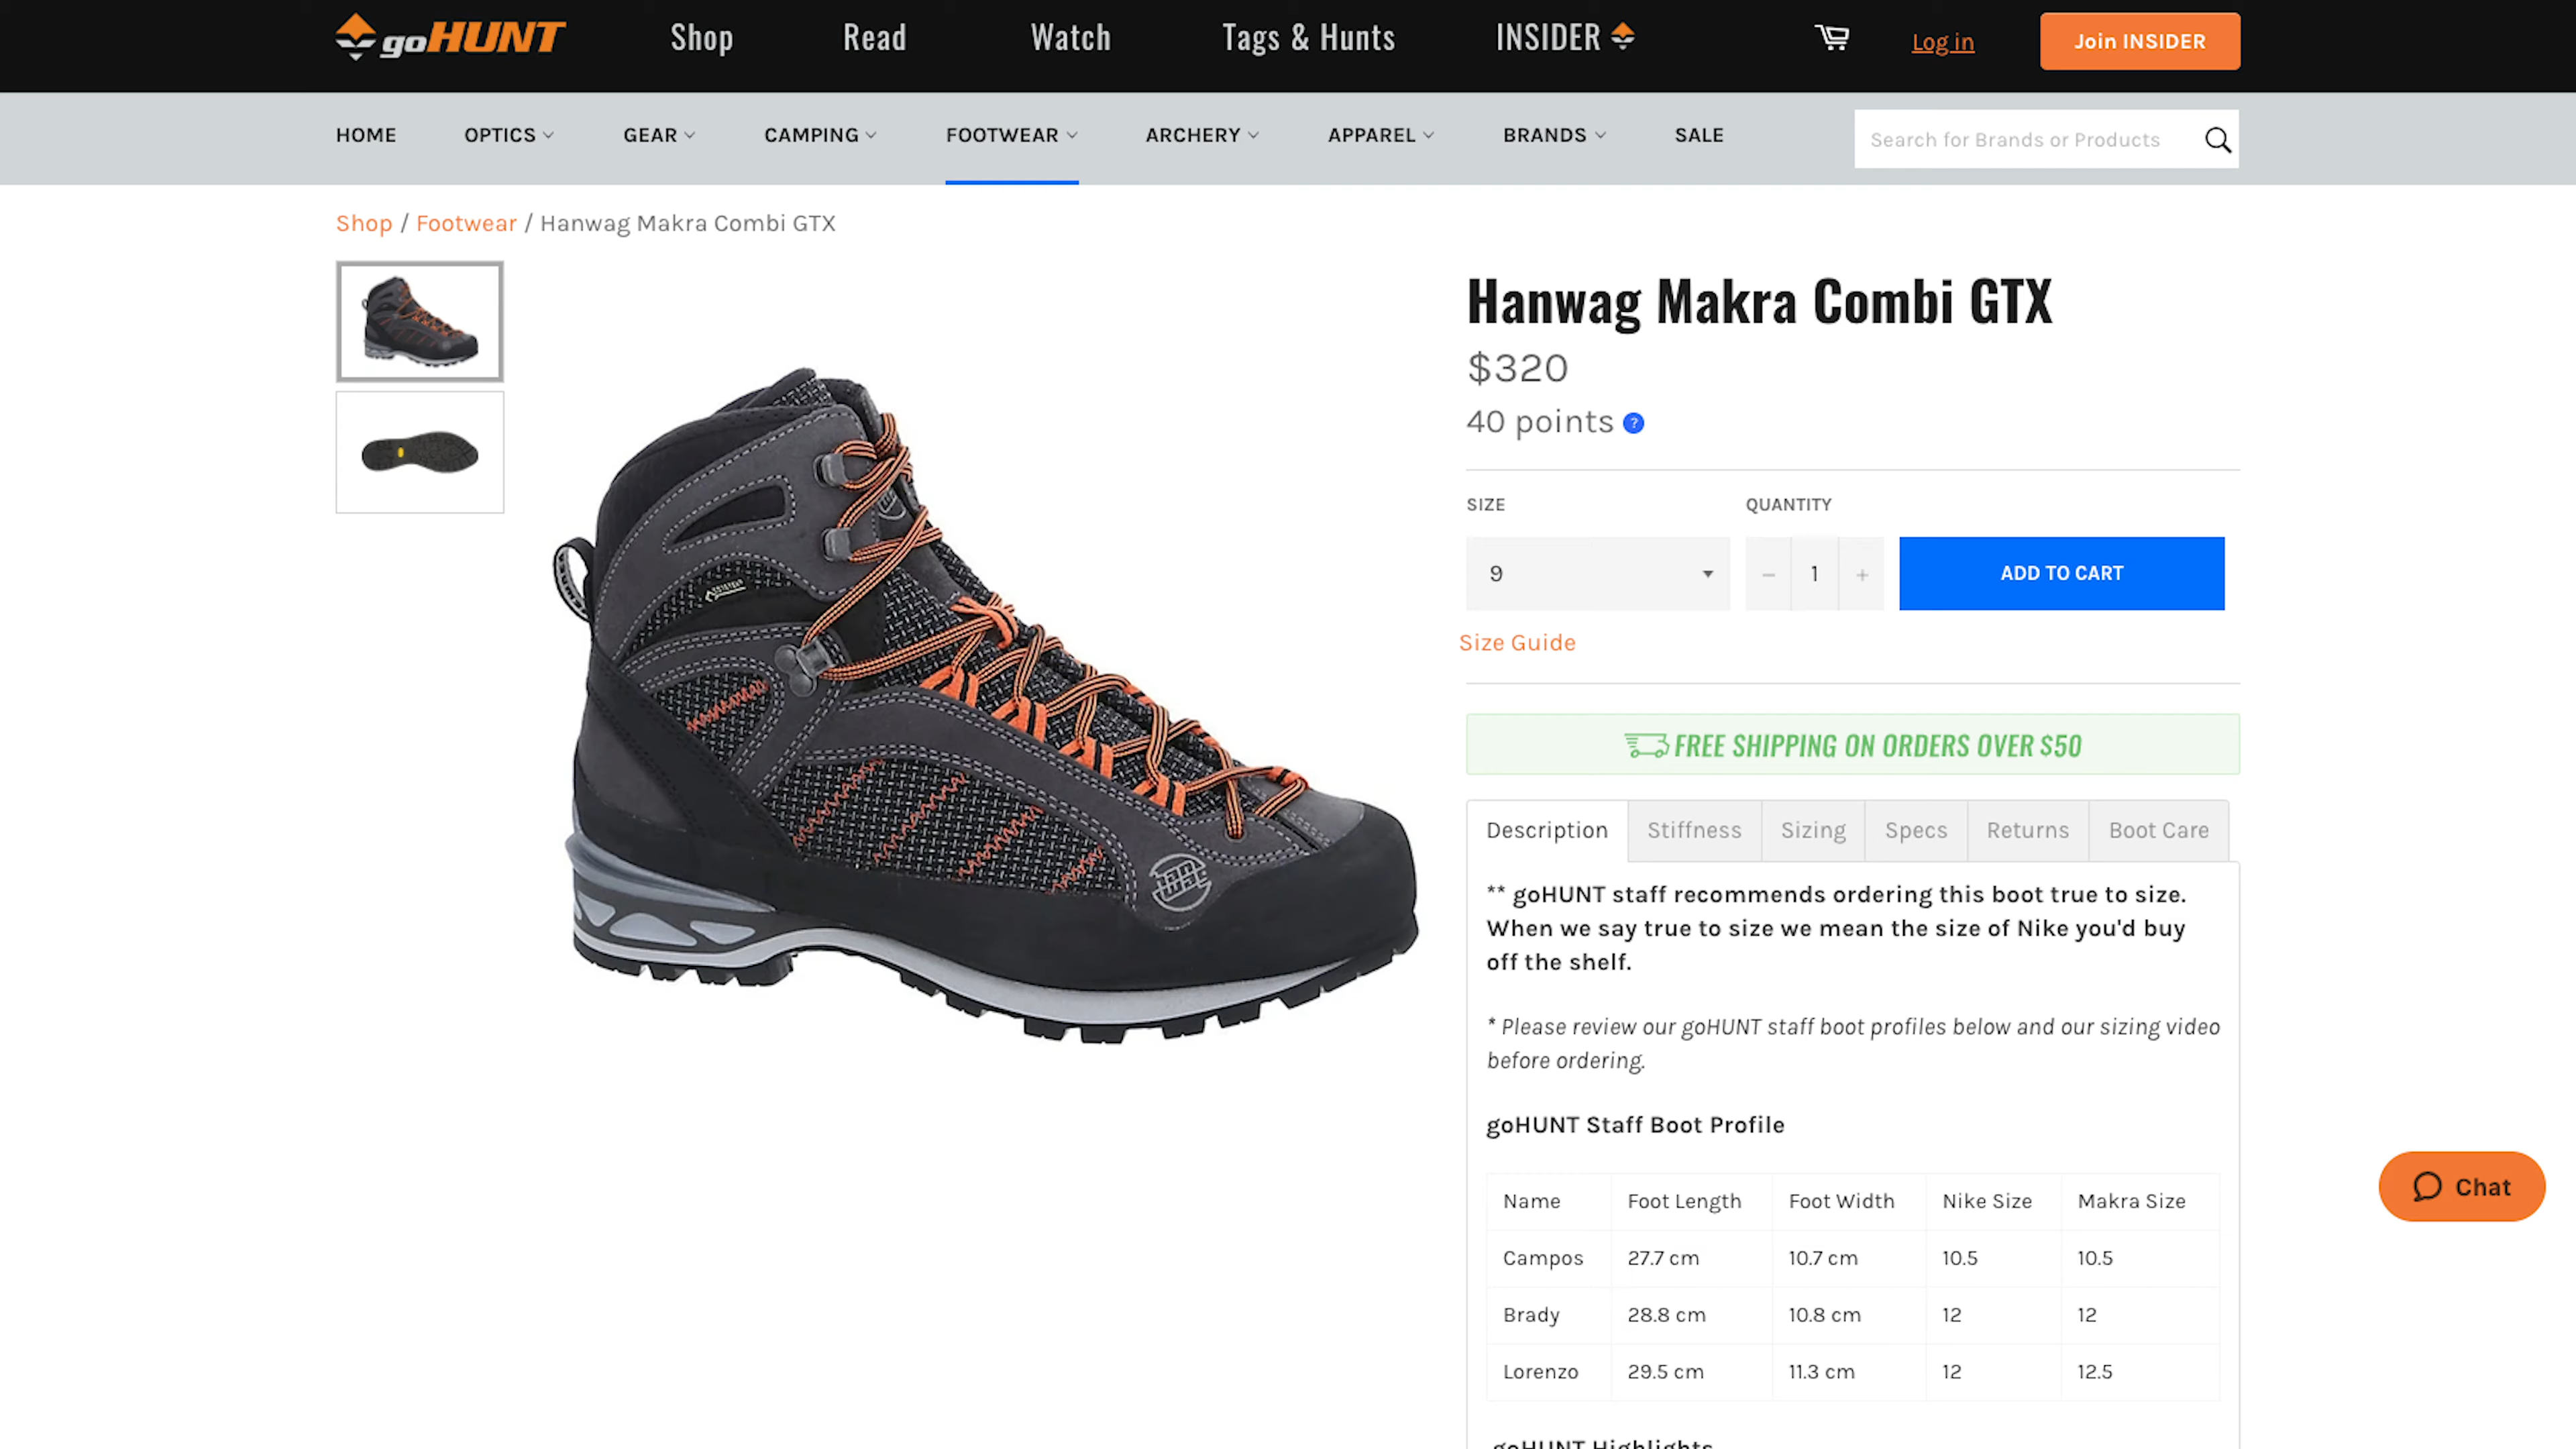 goHUNT
Shop
Read
Watch
Tags & Hunts
INSIDER
Log in
Join INSIDER
HOME
OPTICS
GEAR
CAMPING
FOOTWEAR
ARCHERY
APPAREL
BRANDS
SALE
Search for Brands or Products
Shop / Footwear / Hanwag Makra Combi GTX
Hanwag Makra Combi GTX
$320
40 points ?
SIZE
QUANTITY
9
− 1 +
ADD TO CART
Size Guide
FREE SHIPPING ON ORDERS OVER $50
Description
Stiffness
Sizing
Specs
Returns
Boot Care
** goHUNT staff recommends ordering this boot true to size.
When we say true to size we mean the size of Nike you'd buy
off the shelf.
* Please review our goHUNT staff boot profiles below and our sizing video
before ordering.
goHUNT Staff Boot Profile
Name Foot Length Foot Width Nike Size Makra Size
Campos 27.7 cm 10.7 cm 10.5 10.5
Brady 28.8 cm 10.8 cm 12 12
Lorenzo 29.5 cm 11.3 cm 12 12.5
goHUNT Highlights
Chat